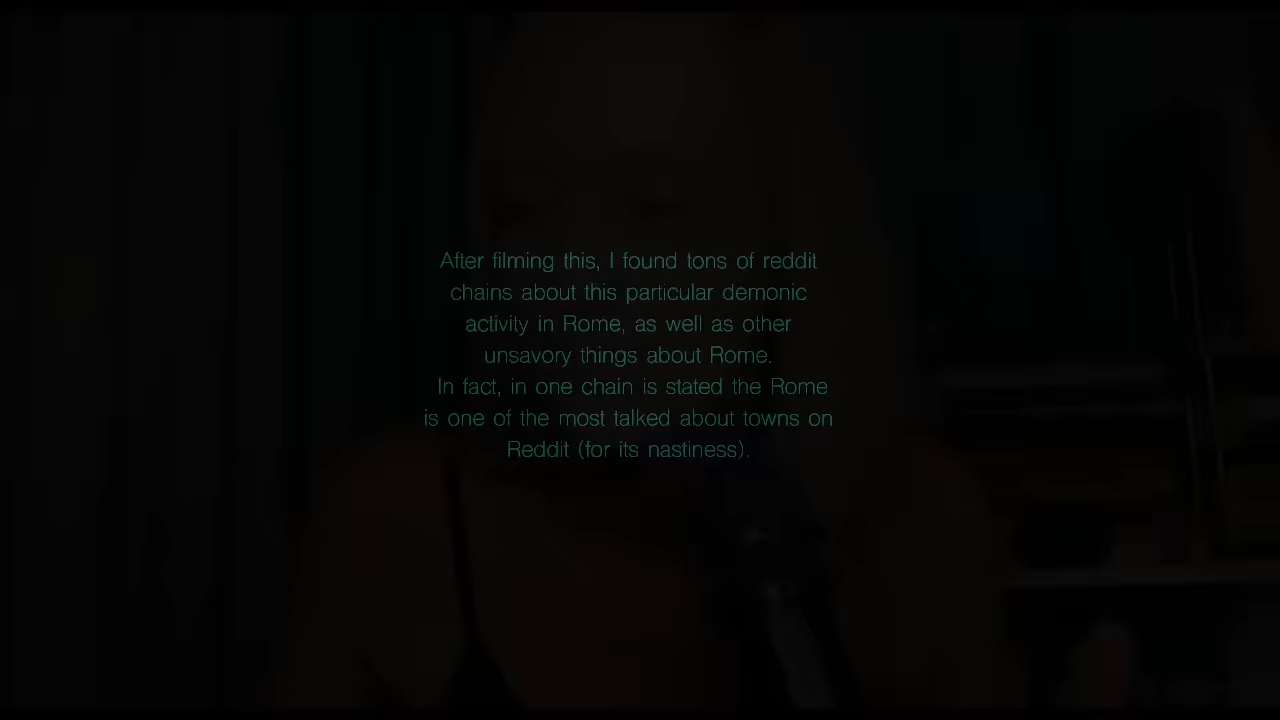 After filming this, I found tons of reddit
chains about this particular demonic
activity in Rome, as well as other
unsavory things about Rome.
In fact, in one chain is stated the Rome
is one of the most talked about towns on
Reddit (for its nastiness).